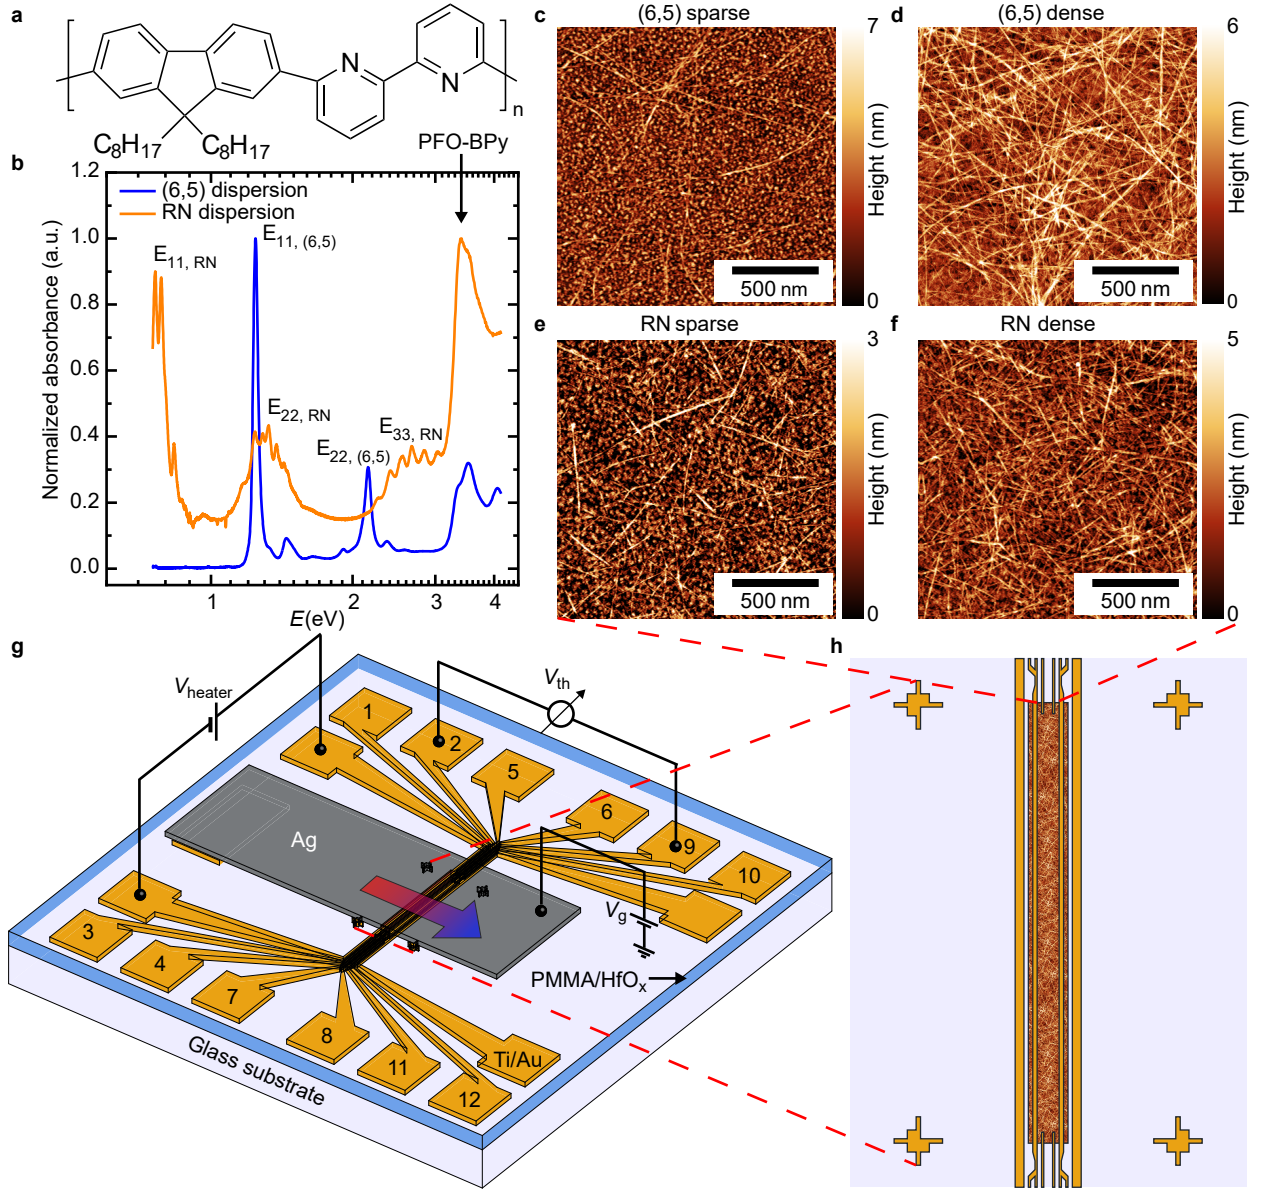 a
N
N
n
C8H17
C8H17
PFO-BPy
b
1.2
1.0
0.8
0.6
0.4
0.2
0.0
Normalized absorbance (a.u.)
(6,5) dispersion
RN dispersion
E11, RN
E11, (6,5)
E22, RN
E22, (6,5)
E33, RN
1
2
3
4
E(eV)
c
(6,5) sparse
7
Height (nm)
0
500 nm
d
(6,5) dense
6
Height (nm)
0
500 nm
e
RN sparse
3
Height (nm)
0
500 nm
f
RN dense
5
Height (nm)
0
500 nm
g
Vheater
Vth
1
2
5
6
9
10
Ag
Vg
3
4
7
8
11
12
Ti/Au
PMMA/HfOx
Glass substrate
h